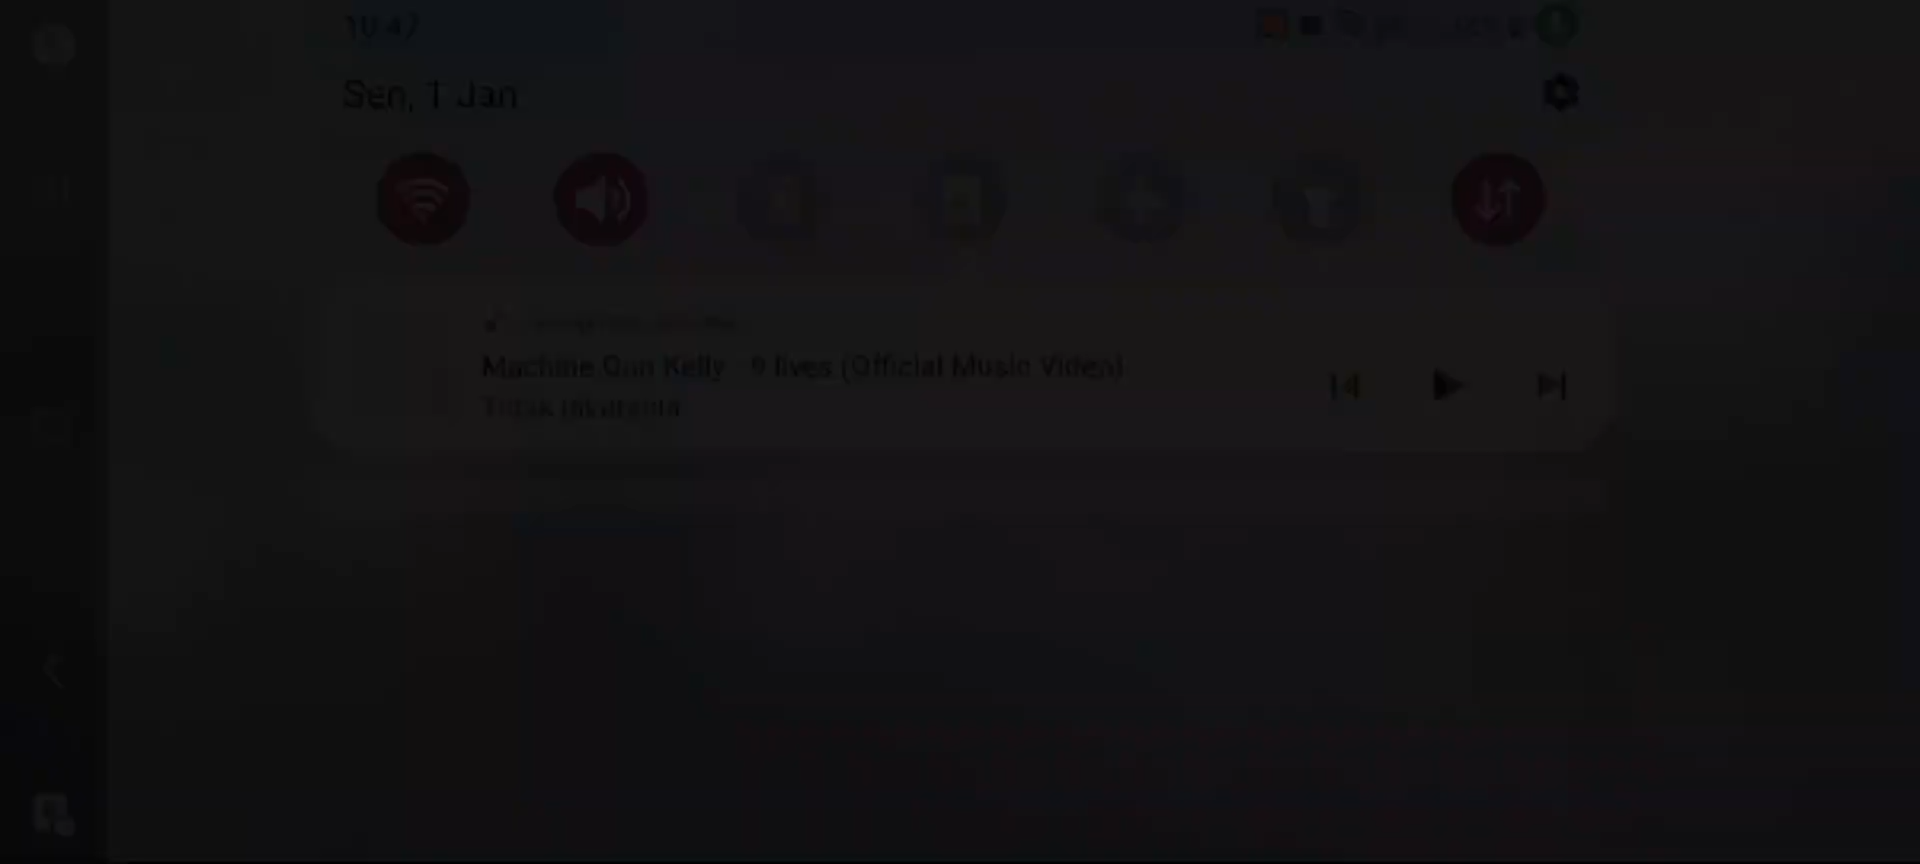 10:47
Sen, 1 Jan
Machine Gun Kelly - 9 lives (Official Music Video)
Tidak diketahui